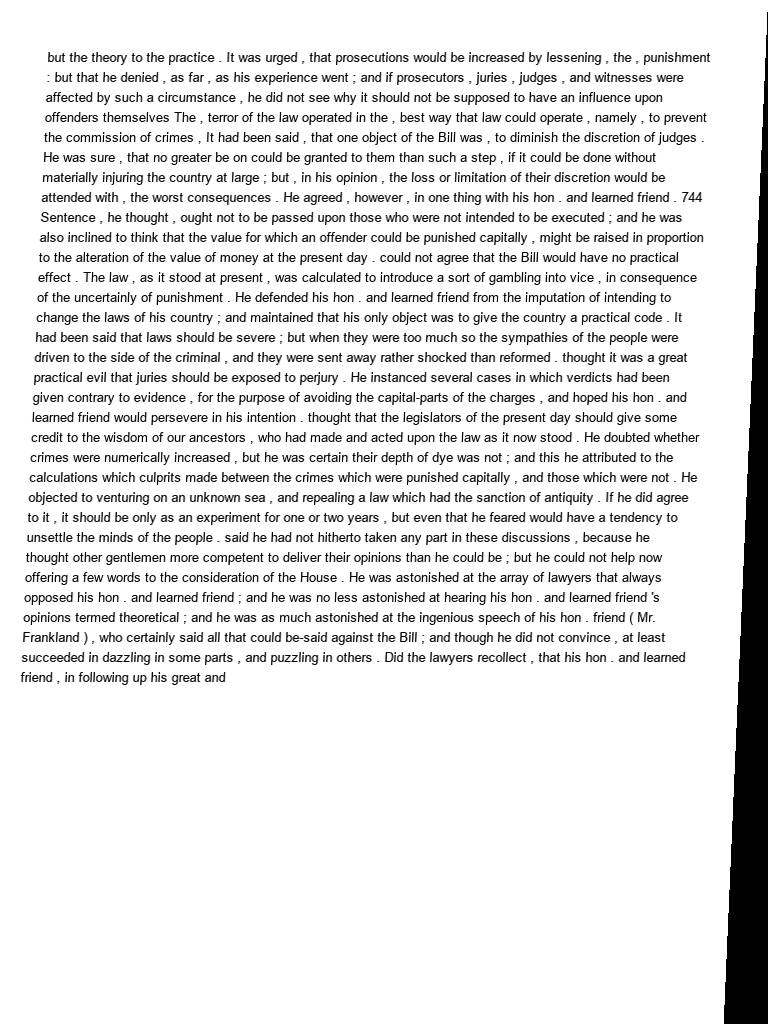 but the theory to the practice . It was urged , that prosecutions would be increased by lessening , the , punishment
: but that he denied , as far , as his experience went ; and if prosecutors , juries , judges , and witnesses were
affected by such a circumstance , he did not see why it should not be supposed to have an influence upon
offenders themselves The , terror of the law operated in the , best way that law could operate , namely , to prevent
the commission of crimes , It had been said , that one object of the Bill was , to diminish the discretion of judges .
He was sure , that no greater be on could be granted to them than such a step , if it could be done without
materially injuring the country at large ; but , in his opinion , the loss or limitation of their discretion would be
attended with , the worst consequences . He agreed , however , in one thing with his hon . and learned friend . 744
Sentence , he thought , ought not to be passed upon those who were not intended to be executed ; and he was
also inclined to think that the value for which an offender could be punished capitally , might be raised in proportion
to the alteration of the value of money at the present day . could not agree that the Bill would have no practical
effect . The law , as it stood at present , was calculated to introduce a sort of gambling into vice , in consequence
of the uncertainly of punishment . He defended his hon . and learned friend from the imputation of intending to
change the laws of his country ; and maintained that his only object was to give the country a practical code . It
had been said that laws should be severe ; but when they were too much so the sympathies of the people were
driven to the side of the criminal , and they were sent away rather shocked than reformed . thought it was a great
practical evil that juries should be exposed to perjury . He instanced several cases in which verdicts had been
given contrary to evidence , for the purpose of avoiding the capital-parts of the charges , and hoped his hon . and
learned friend would persevere in his intention . thought that the legislators of the present day should give some
credit to the wisdom of our ancestors , who had made and acted upon the law as it now stood . He doubted whether
crimes were numerically increased , but he was certain their depth of dye was not ; and this he attributed to the
calculations which culprits made between the crimes which were punished capitally , and those which were not . He
objected to venturing on an unknown sea , and repealing a law which had the sanction of antiquity . If he did agree
to it , it should be only as an experiment for one or two years , but even that he feared would have a tendency to
unsettle the minds of the people . said he had not hitherto taken any part in these discussions , because he
thought other gentlemen more competent to deliver their opinions than he could be ; but he could not help now
offering a few words to the consideration of the House . He was astonished at the array of lawyers that always
opposed his hon . and learned friend ; and he was no less astonished at hearing his hon . and learned friend 's
opinions termed theoretical ; and he was as much astonished at the ingenious speech of his hon . friend ( Mr.
Frankland ) , who certainly said all that could be-said against the Bill ; and though he did not convince , at least
succeeded in dazzling in some parts , and puzzling in others . Did the lawyers recollect , that his hon . and learned
friend , in following up his great and